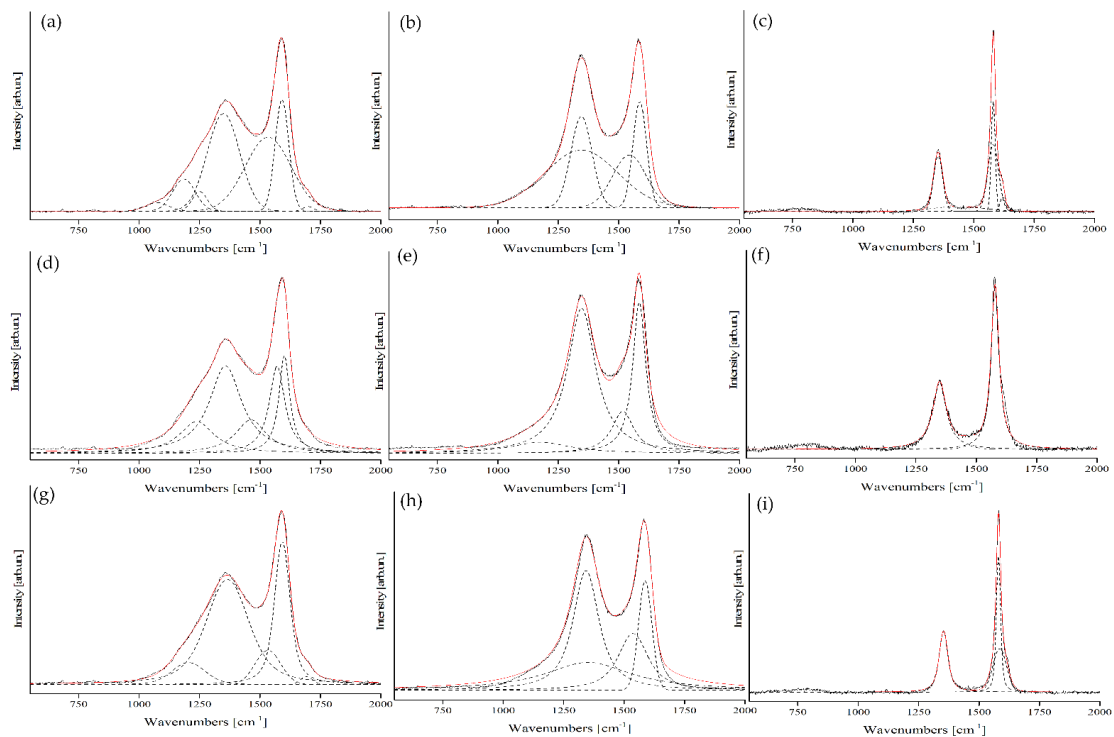 (a)
(b)
(c)
Intensity [arb.un.]
Intensity [arb.un.]
Intensity [arb.un.]
750 1000 1250 1500 1750 2000
750 1000 1250 1500 1750 2000
750 1000 1250 1500 1750 2000
Wavenumbers [cm-1]
Wavenumbers [cm-1]
Wavenumbers [cm-1]
(d)
(e)
(f)
Intensity [arb.un.]
Intensity [arb.un.]
Intensity [arb.un.]
750 1000 1250 1500 1750 2000
750 1000 1250 1500 1750 2000
750 1000 1250 1500 1750 2000
Wavenumbers [cm-1]
Wavenumbers [cm-1]
Wavenumbers [cm-1]
(g)
(h)
(i)
Intensity [arb.un.]
Intensity [arb.un.]
Intensity [arb.un.]
750 1000 1250 1500 1750 2000
750 1000 1250 1500 1750 2000
750 1000 1250 1500 1750 2000
Wavenumbers [cm-1]
Wavenumbers [cm-1]
Wavenumbers [cm-1]